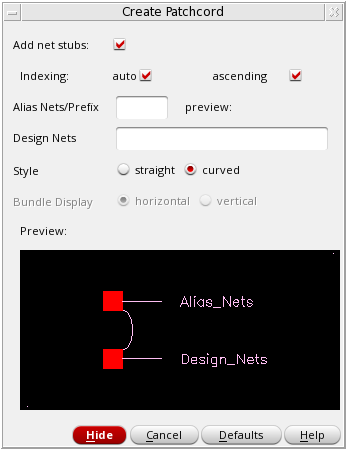 Create Patchcord
Add net stubs:
Indexing: auto ascending
Alias Nets/Prefix preview:
Design Nets
Style straight curved
Bundle Display horizontal vertical
Preview:
Alias_Nets
Design_Nets
Hide Cancel Defaults Help